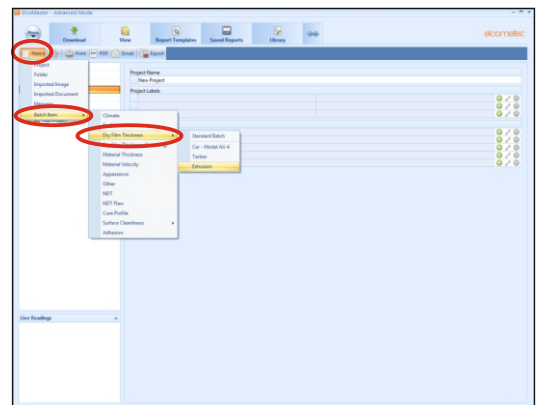 ElcoMaster - Advanced Mode
Download
View
Report Templates
Saved Reports
Library
elcometer
New
Print
PDF
Email
Export
Project
Folder
Imported Image
Imported Document
Batch Item
Project Name
New Project
Project Labels
Climate
Dry Film Thickness
Material Thickness
Material Velocity
Appearance
Other
NDT
NDT Flaw
Cure Profile
Surface Cleanliness
Adhesion
Standard Batch
Car - Model AX-4
Tanker
Extrusion
Live Readings